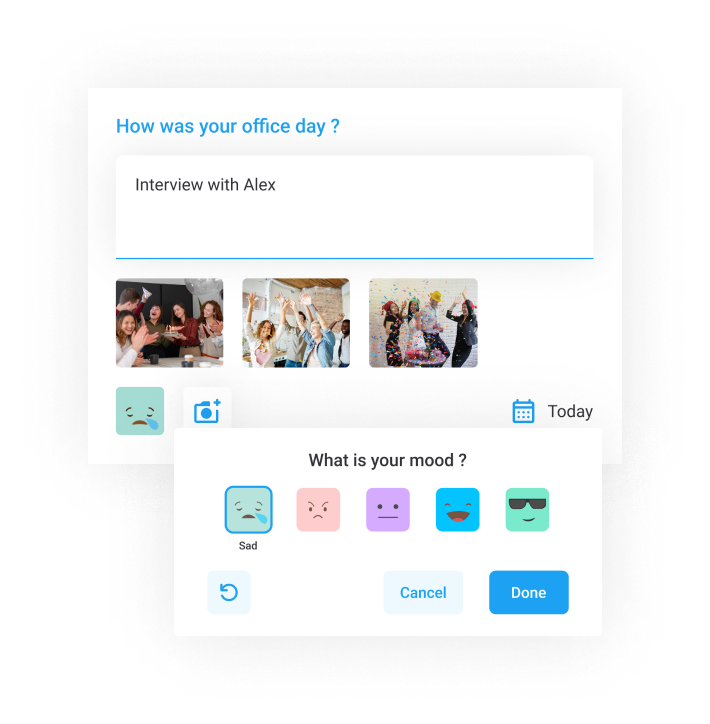 How was your office day ?
Interview with Alex
Today
What is your mood ?
Sad
Cancel
Done